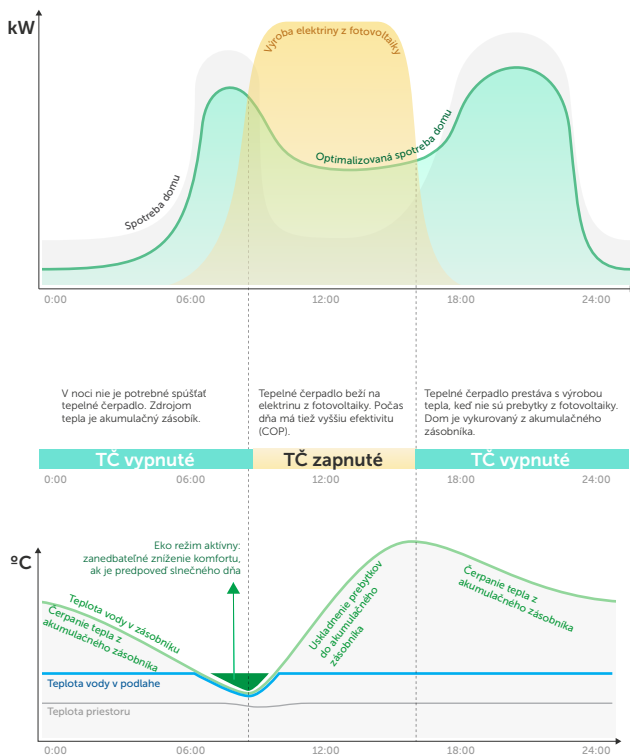 kW
Výroba elektriny z fotovoltaiky
Optimalizovaná spotreba domu
Spotreba domu
0:00
06:00
12:00
18:00
24:00
V noci nie je potrebné spúšťať
tepelné čerpadlo. Zdrojom
tepla je akumulačný zásobík.
Tepelné čerpadlo beží na
elektrinu z fotovoltaiky. Počas
dňa má tiež vyššiu efektivitu
(COP).
Tepelné čerpadlo prestáva s výrobou
tepla, keď nie sú prebytky z fotovoltaiky.
Dom je vykurovaný z akumulačného
zásobníka.
TČ vypnuté
TČ zapnuté
TČ vypnuté
0:00
06:00
12:00
18:00
24:00
ºC
Eko režim aktívny:
zanedbateľné zníženie komfortu,
ak je predpoveď slnečného dňa
Teplota vody v zásobníku
Čerpanie tepla z
akumulačného zásobníka
Uskladnenie prebytkov
do akumulačného
zásobníka
Čerpanie tepla z
akumulačného zásobníka
Teplota vody v podlahe
Teplota priestoru
0:00
06:00
12:00
18:00
24:00